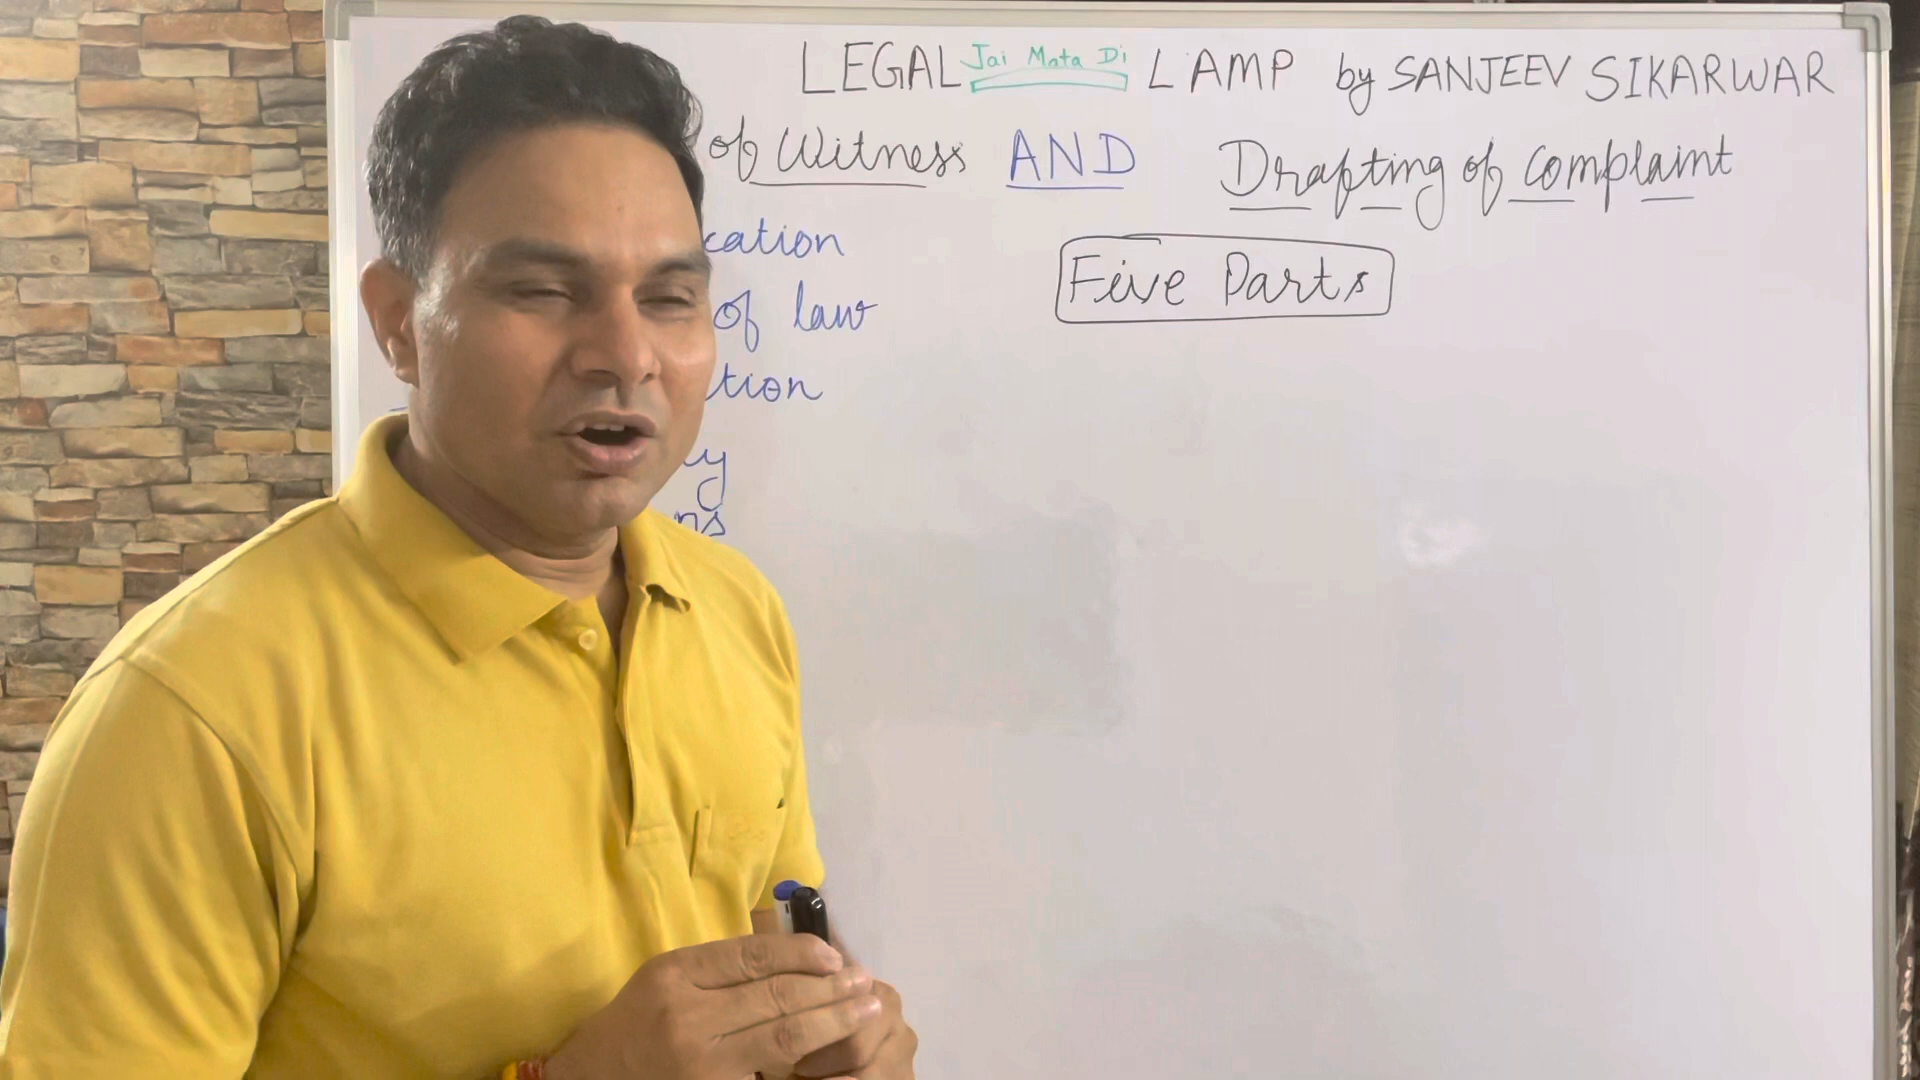 LEGAL Jai Mata Di LAMP by SANJEEV SIKARWAR
of Witness AND Drafting of complaint
cation
Five Parts
of law
tion
ns